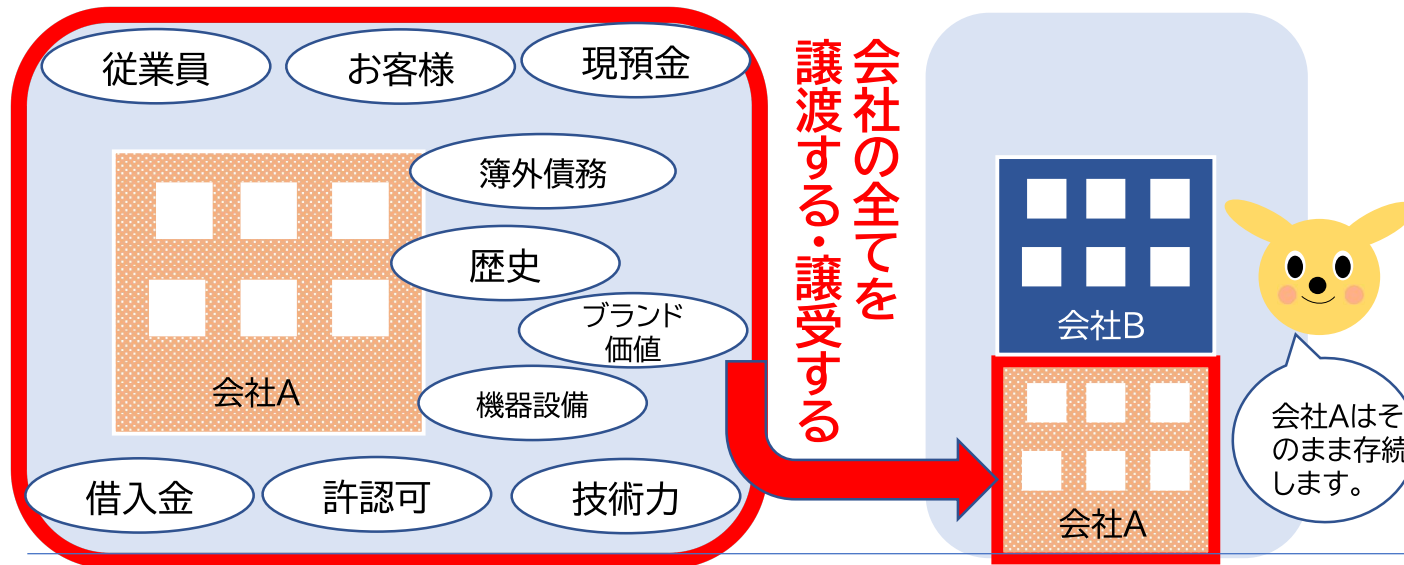 従業員
お客様
現預金
簿外債務
歴史
ブランド
価値
機器設備
会社A
借入金
許認可
技術力
会社の全てを
譲渡する・譲受する
会社B
会社A
会社Aはそ
のまま存続
します。